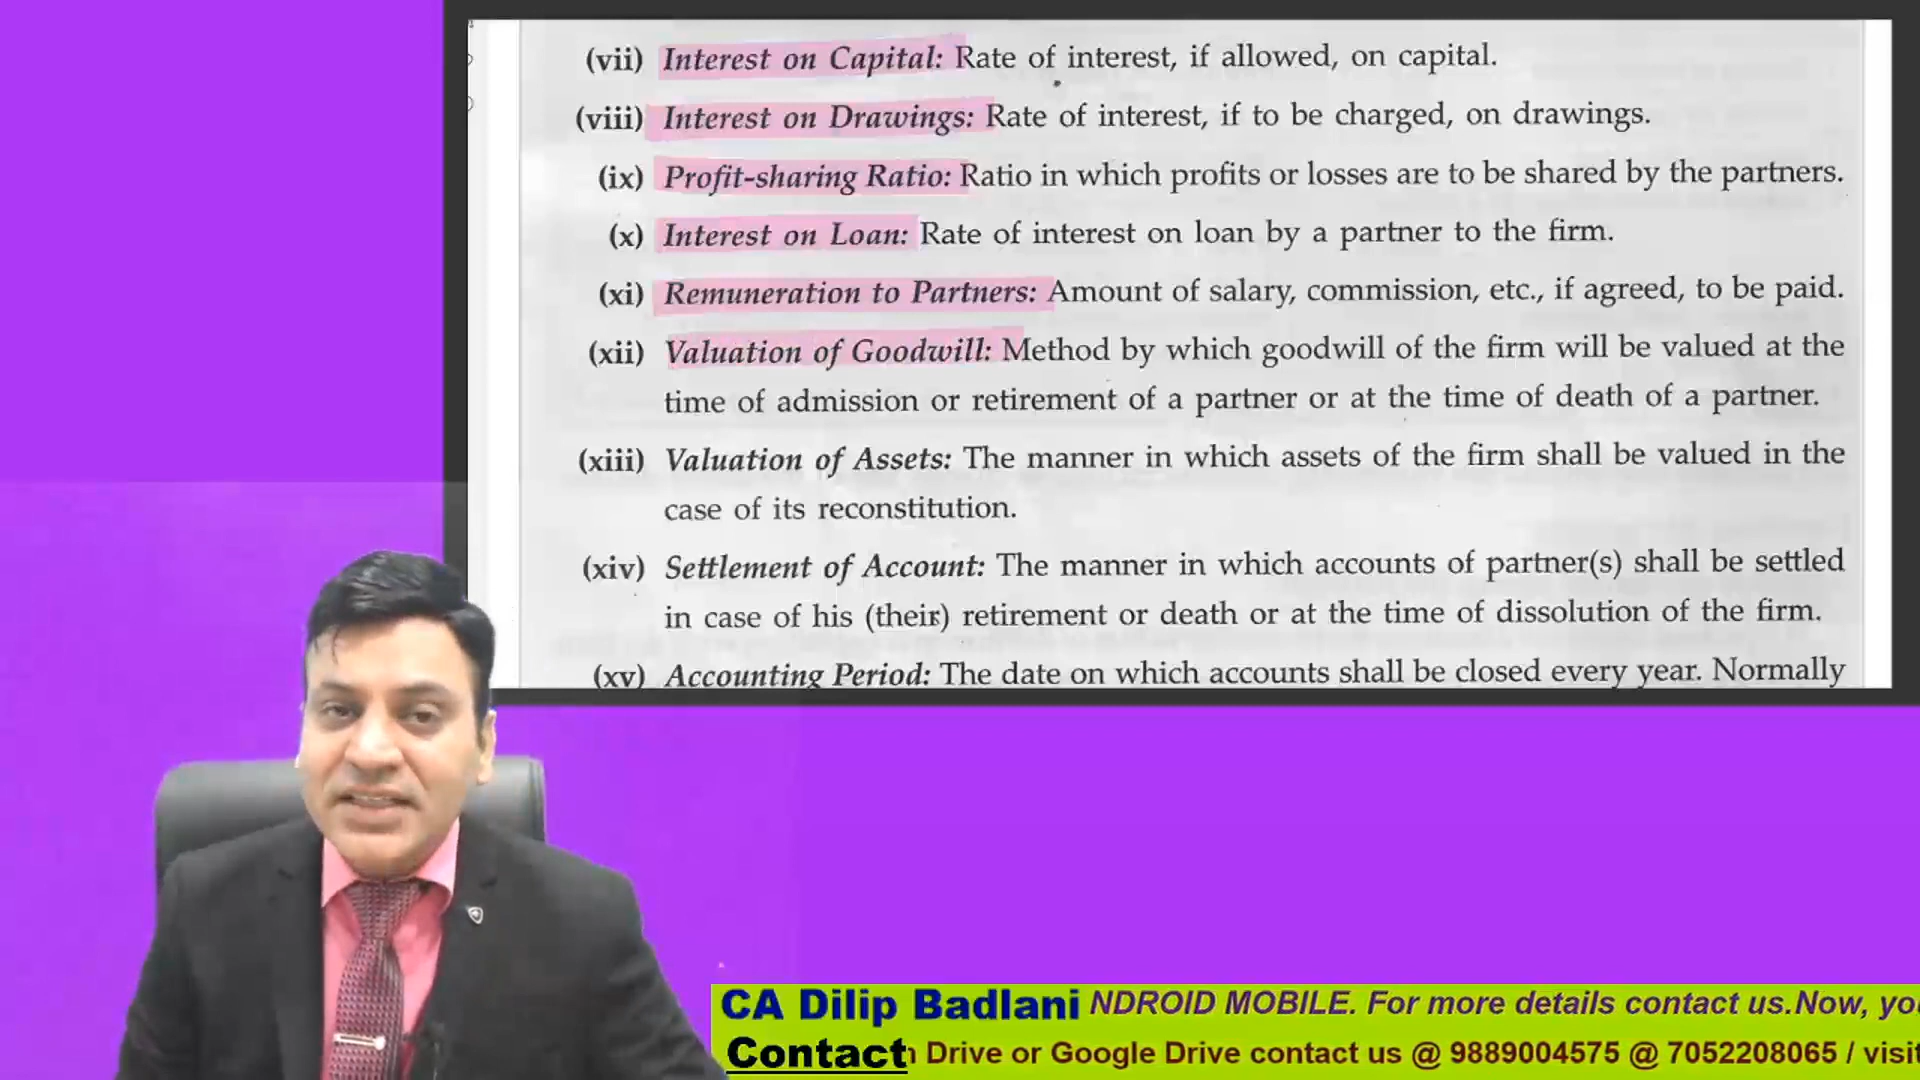 (vii) Interest on Capital: Rate of interest, if allowed, on capital.
(viii) Interest on Drawings: Rate of interest, if to be charged, on drawings.
(ix) Profit-sharing Ratio: Ratio in which profits or losses are to be shared by the partners.
(x) Interest on Loan: Rate of interest on loan by a partner to the firm.
(xi) Remuneration to Partners: Amount of salary, commission, etc., if agreed, to be paid.
(xii) Valuation of Goodwill: Method by which goodwill of the firm will be valued at the
time of admission or retirement of a partner or at the time of death of a partner.
(xiii) Valuation of Assets: The manner in which assets of the firm shall be valued in the
case of its reconstitution.
(xiv) Settlement of Account: The manner in which accounts of partner(s) shall be settled
in case of his (their) retirement or death or at the time of dissolution of the firm.
(xv) Accounting Period: The date on which accounts shall be closed every year. Normally
CA Dilip Badlani NDROID MOBILE. For more details contact us.Now, yo
Contact Drive or Google Drive contact us @ 9889004575 @ 7052208065 / visit